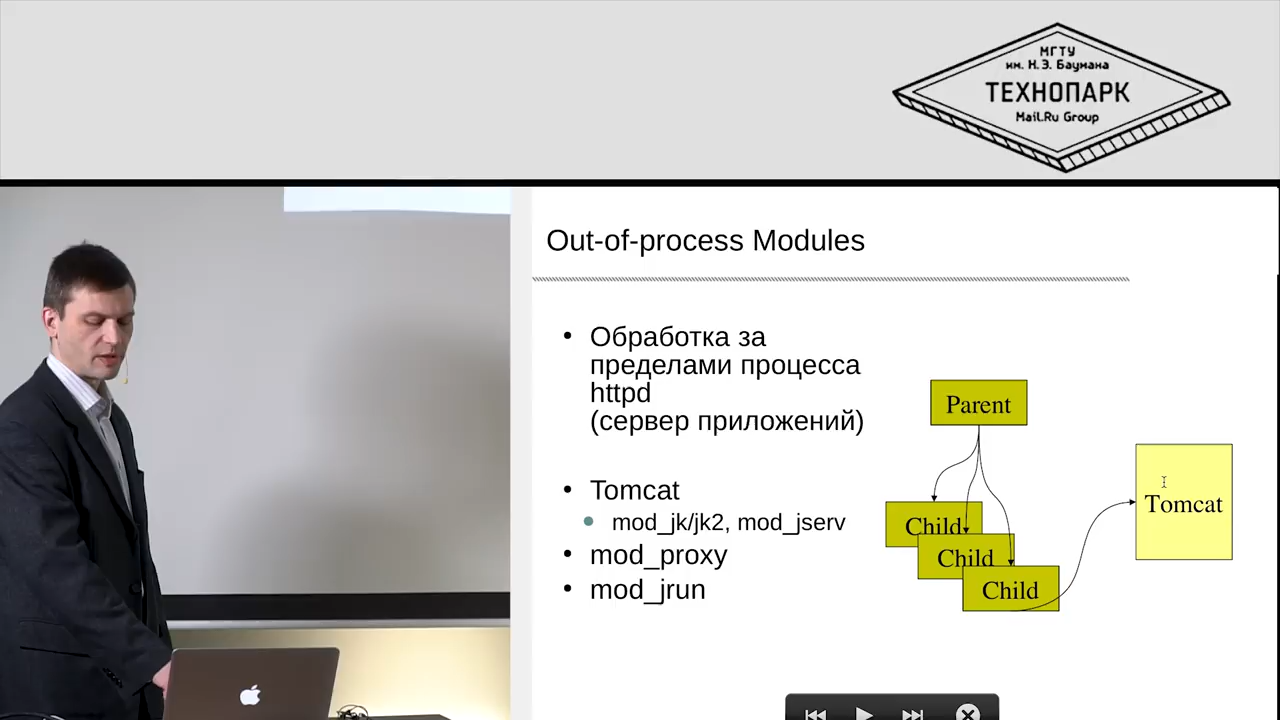 МГТУ
им. Н.Э. Баумана
ТЕХНОПАРК
Mail.Ru Group
Out-of-process Modules
• Обработка за
пределами процесса
httpd
(сервер приложений)
• Tomcat
• mod_jk/jk2, mod_jserv
• mod_proxy
• mod_jrun
Parent
Child
Child
Child
Tomcat